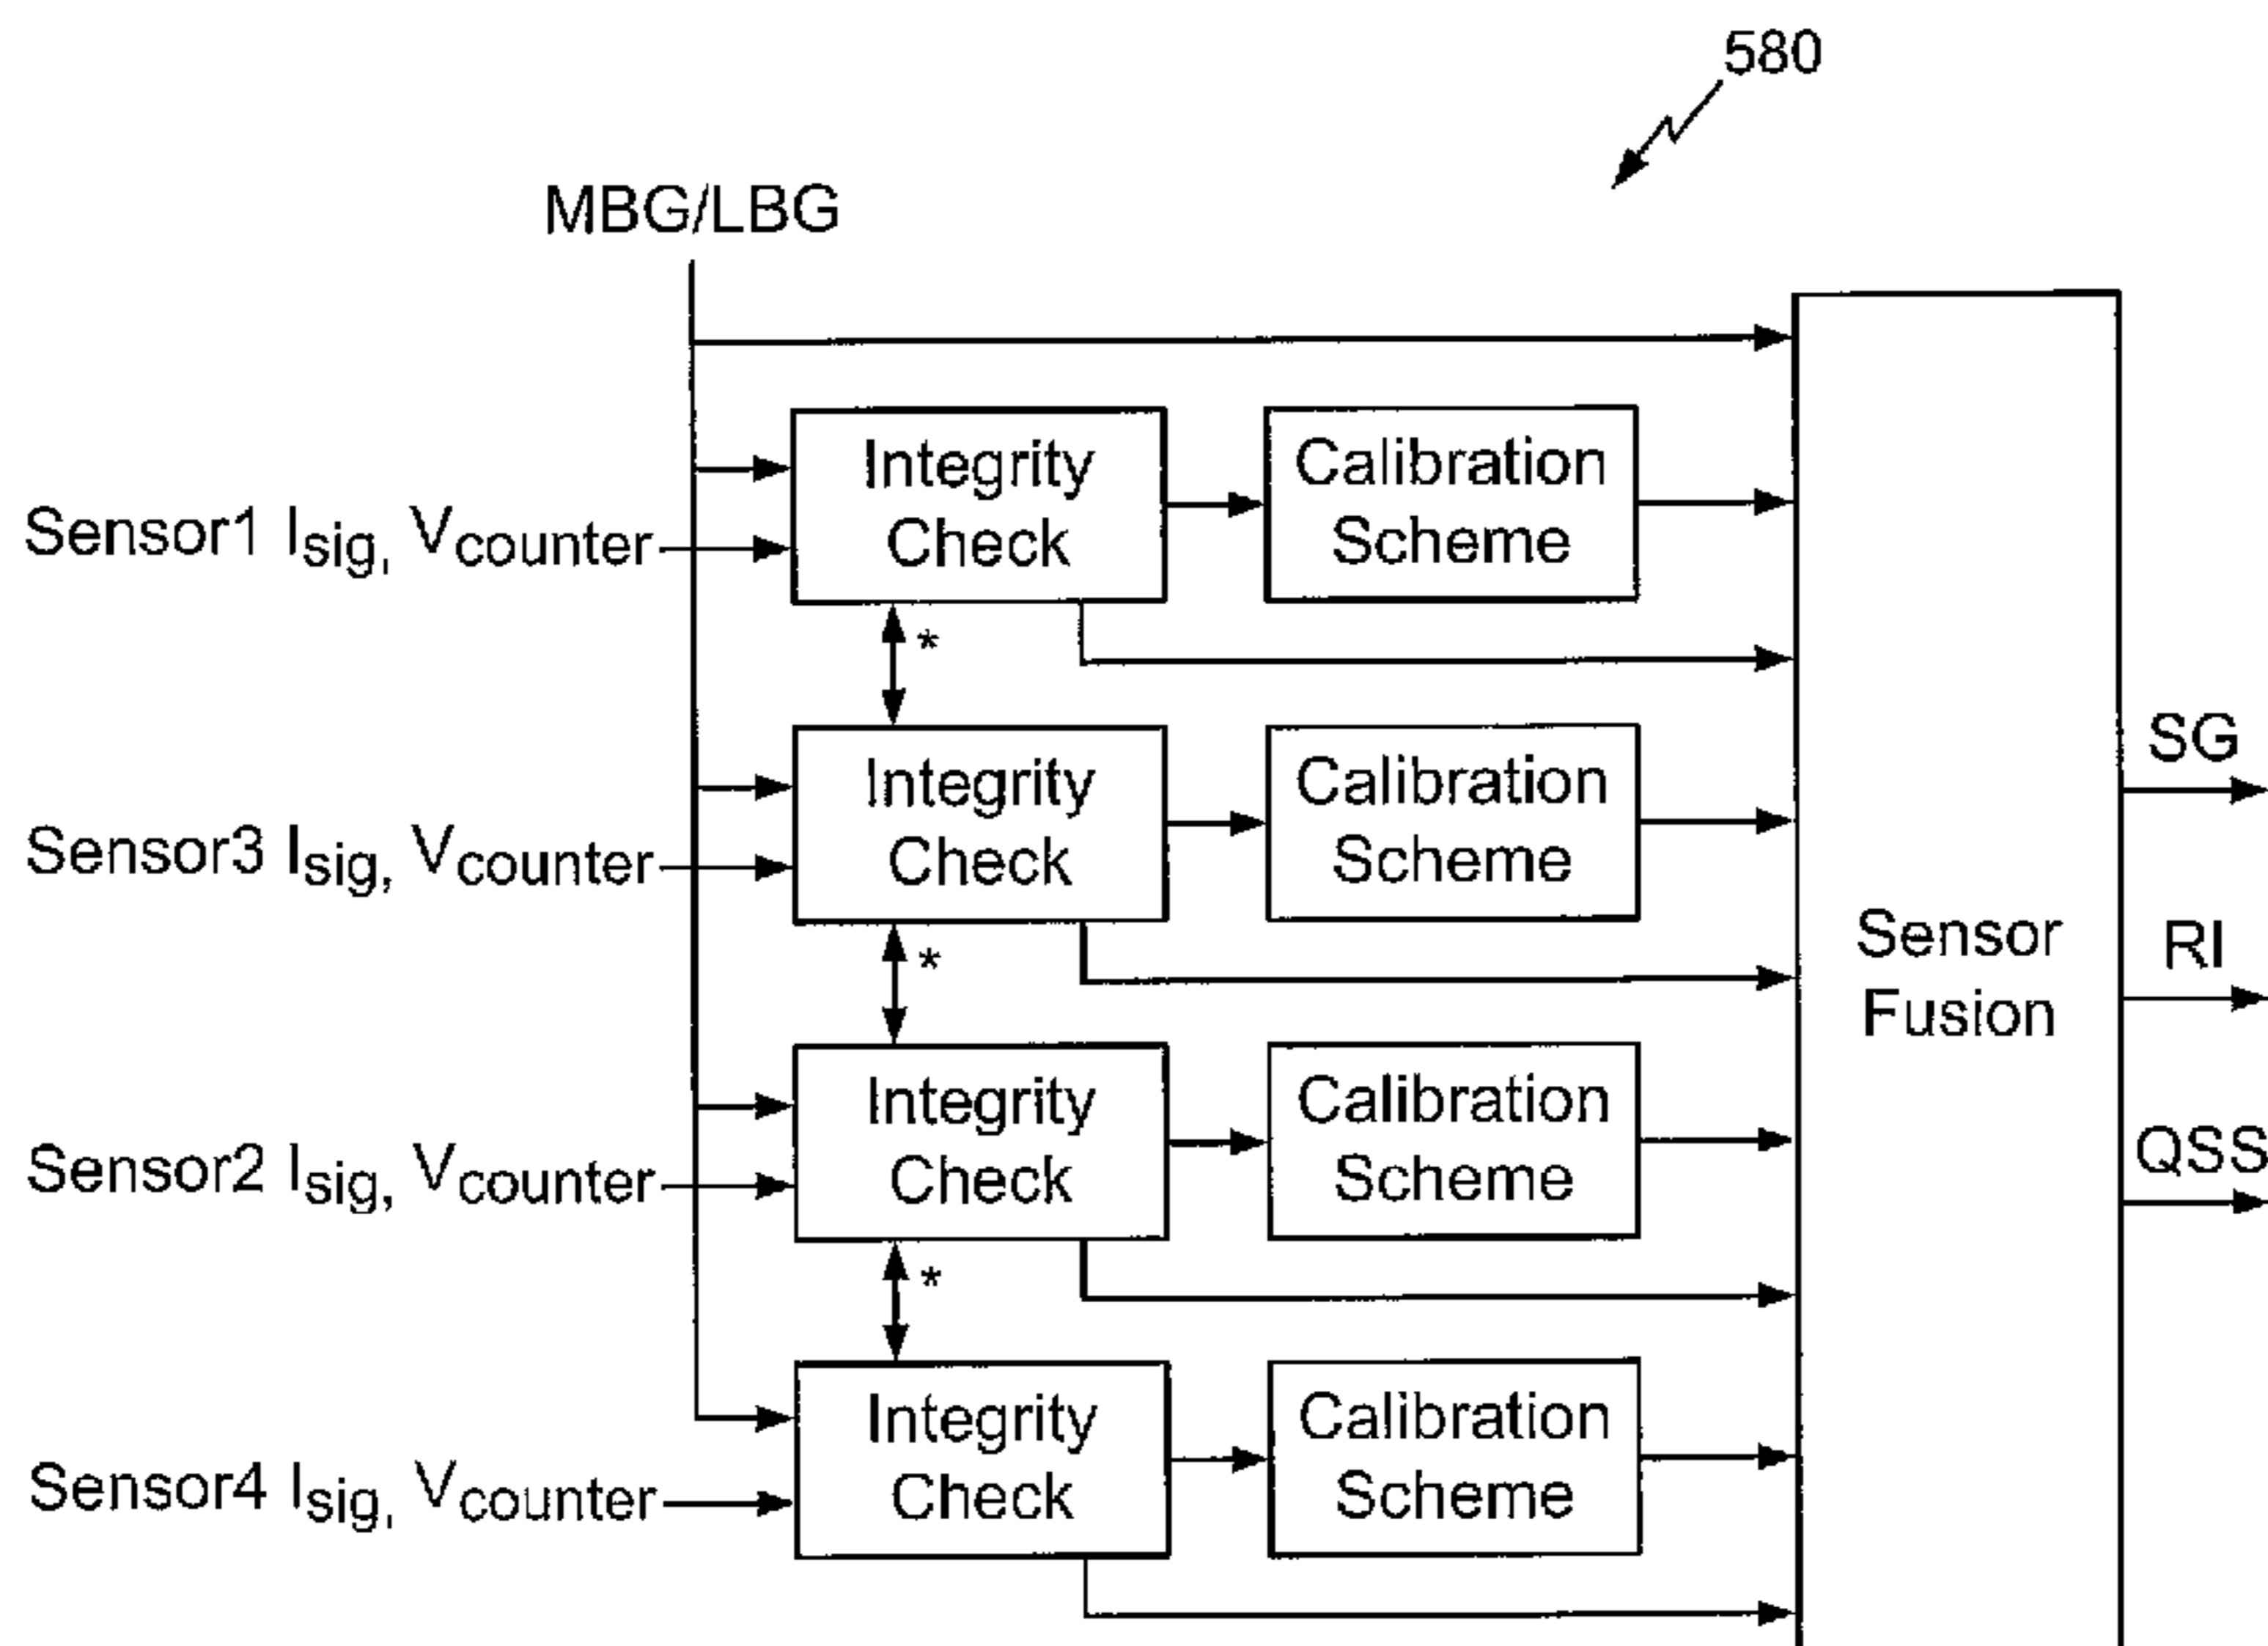 580
MBG/LBG
Integrity
Check
Calibration
Scheme
Sensor1 Isig, Vcounter
*
Integrity
Check
Calibration
Scheme
Sensor3 Isig, Vcounter
*
SG
Sensor
Fusion
RI
Integrity
Check
Calibration
Scheme
Sensor2 Isig, Vcounter
QSS
*
Integrity
Check
Calibration
Scheme
Sensor4 Isig, Vcounter